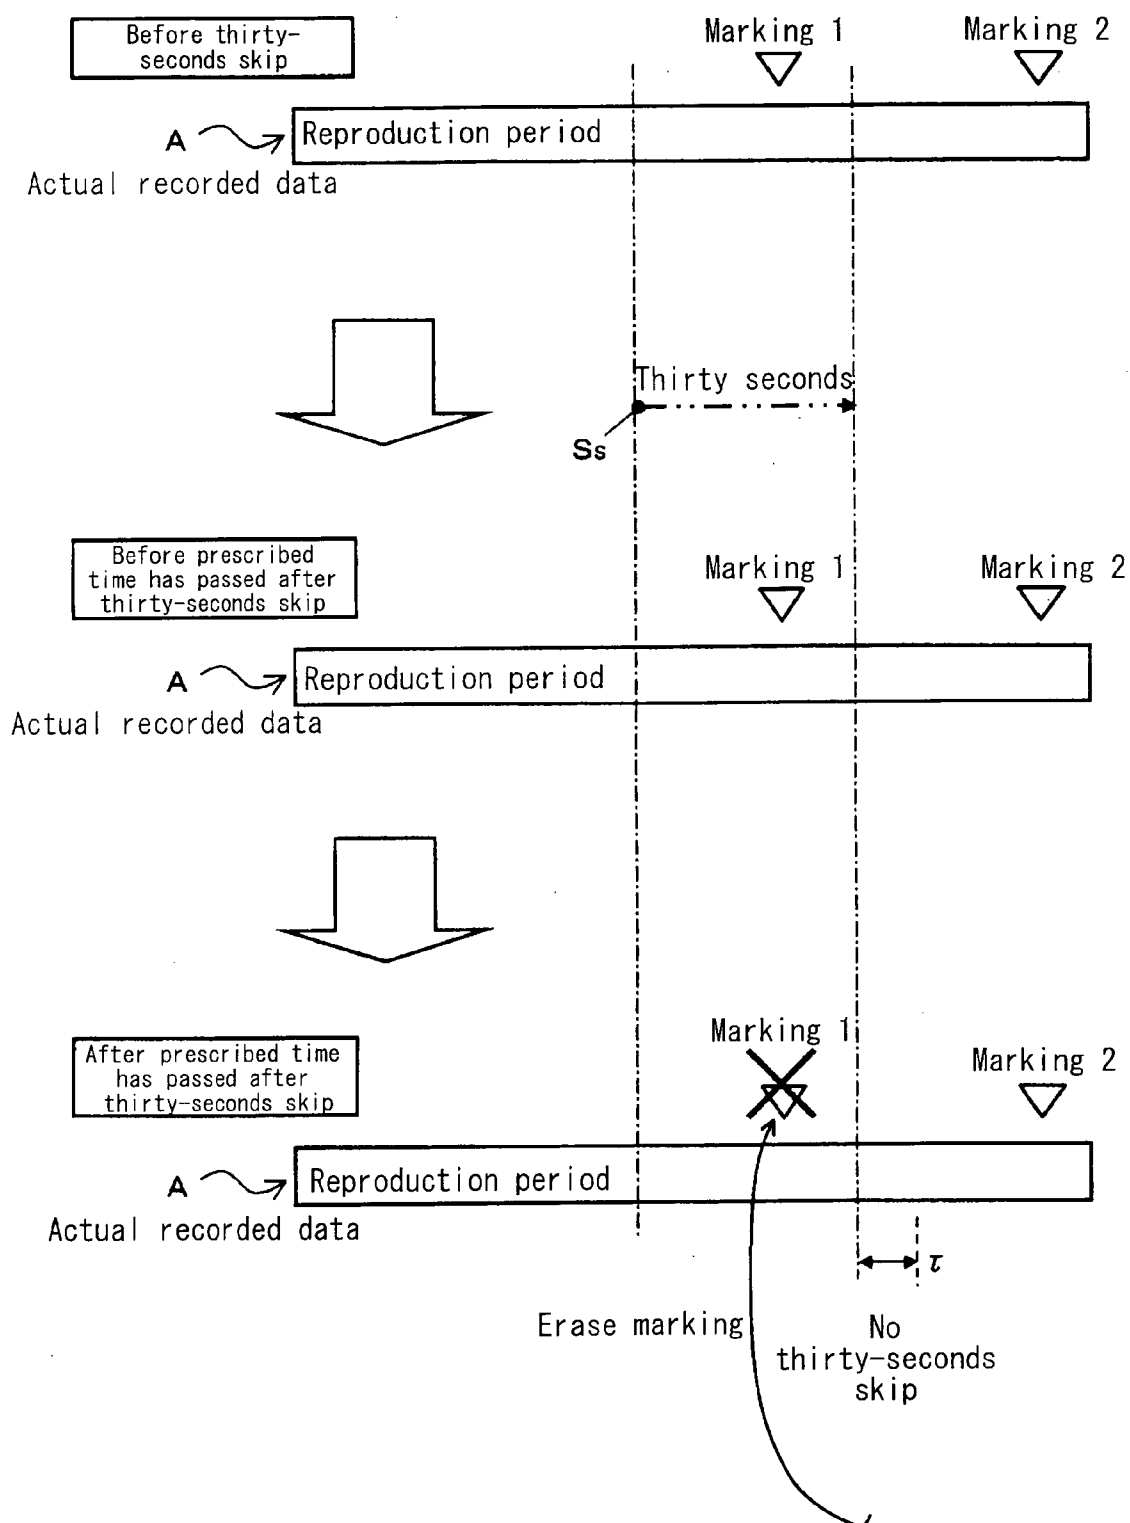 Before thirty-
seconds skip
Marking 1
Marking 2
A
Reproduction period
Actual recorded data
Thirty seconds
Ss
Before prescribed
time has passed after
thirty-seconds skip
Marking 1
Marking 2
A
Reproduction period
Actual recorded data
After prescribed time
has passed after
thirty-seconds skip
Marking 1
Marking 2
A
Reproduction period
Actual recorded data
τ
Erase marking
No
thirty-seconds
skip